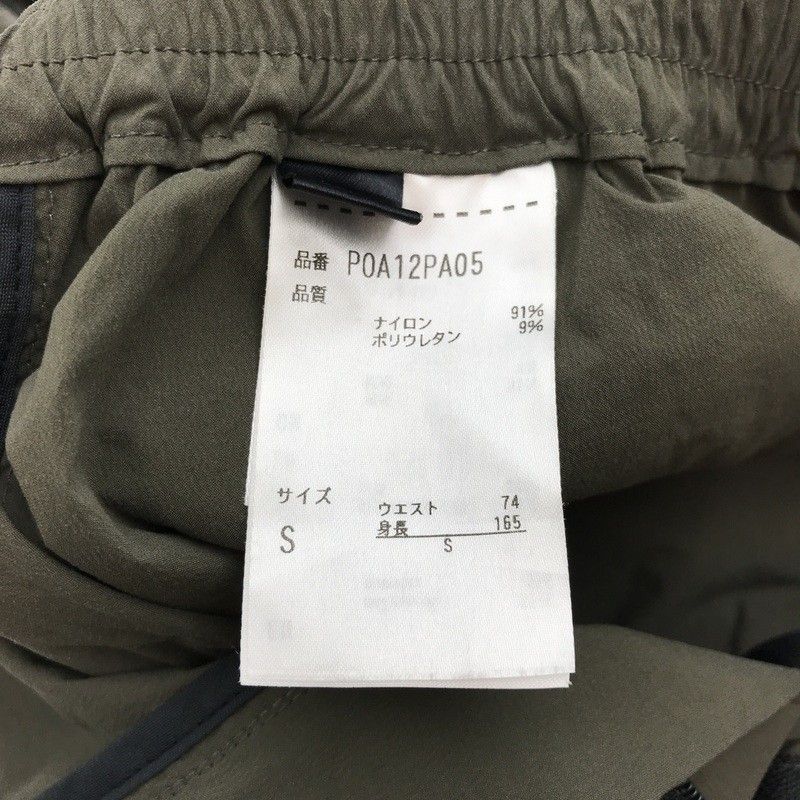 品番 POA12PA05
品質
ナイロン 91%
ポリウレタン 9%
サイズ
S
ウエスト 74
身長 165
S